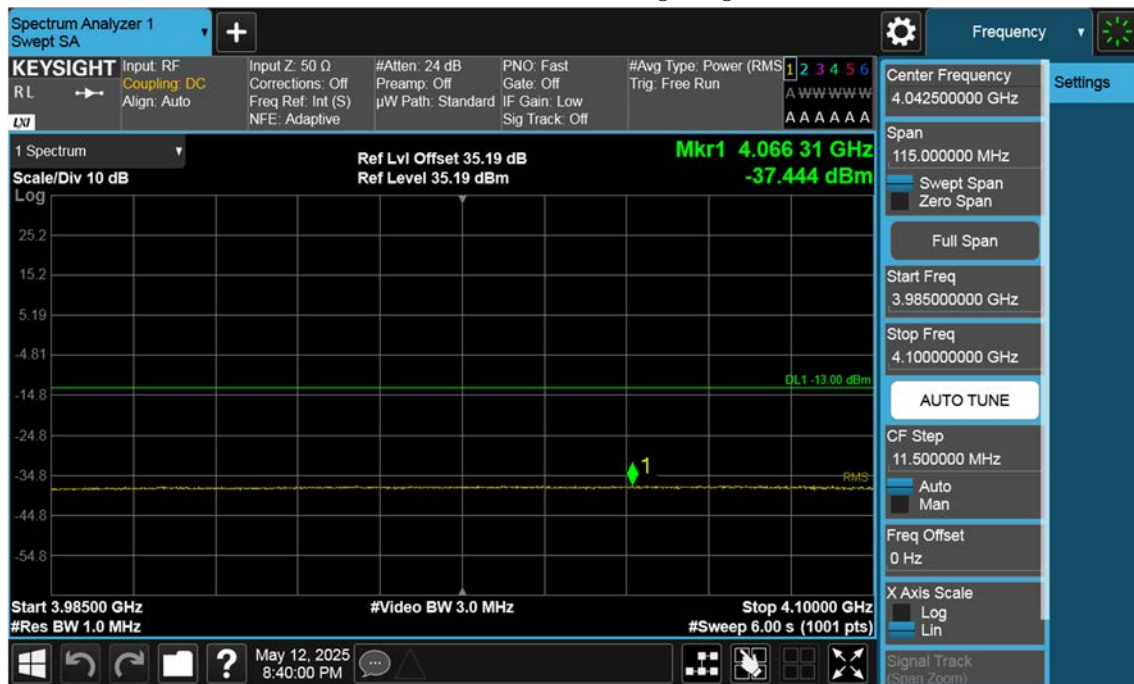 Spectrum Analyzer 1
Swept SA
+
Frequency
KEYSIGHT
RL
LXI
Input: RF
Coupling: DC
Align: Auto
Input Z: 50 Ω
Corrections: Off
Freq Ref: Int (S)
NFE: Adaptive
#Atten: 24 dB
Preamp: Off
µW Path: Standard
PNO: Fast
Gate: Off
IF Gain: Low
Sig Track: Off
#Avg Type: Power (RMS
Trig: Free Run
1 2 3 4 5 6
A W W W W W
A A A A A A
1 Spectrum
Scale/Div 10 dB
Log
Ref Lvl Offset 35.19 dB
Ref Level 35.19 dBm
Mkr1 4.066 31 GHz
-37.444 dBm
25.2
15.2
5.19
-4.81
DL1 -13.00 dBm
-14.8
-24.8
1
-34.8
RMS
-44.8
-54.8
Start 3.98500 GHz
#Res BW 1.0 MHz
#Video BW 3.0 MHz
Stop 4.10000 GHz
#Sweep 6.00 s (1001 pts)
?
May 12, 2025
8:40:00 PM
Center Frequency
4.042500000 GHz
Settings
Span
115.000000 MHz
Swept Span
Zero Span
Full Span
Start Freq
3.985000000 GHz
Stop Freq
4.100000000 GHz
AUTO TUNE
CF Step
11.500000 MHz
Auto
Man
Freq Offset
0 Hz
X Axis Scale
Log
Lin
Signal Track
(Span Zoom)